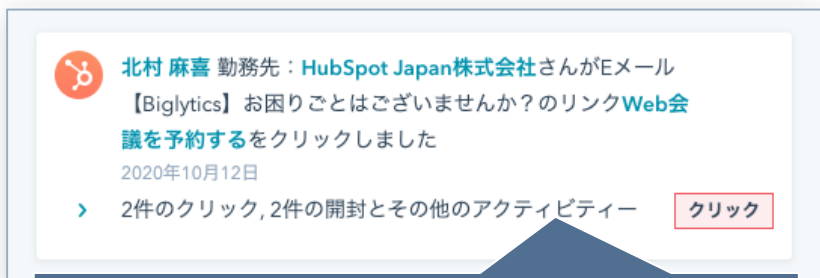 北村 麻喜 勤務先：HubSpot Japan株式会社さんがEメール
【Biglytics】お困りごとはございませんか？のリンクWeb会
議を予約するをクリックしました
2020年10月12日
2件のクリック, 2件の開封とその他のアクティビティー クリック